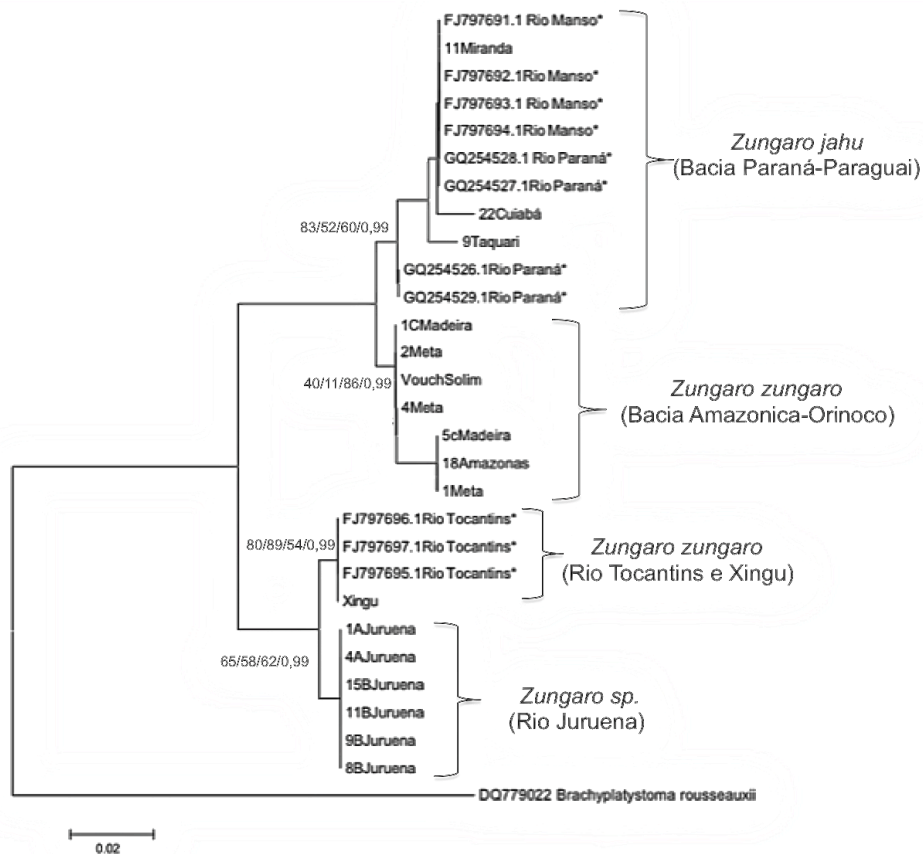 FJ797691.1 Rio Manso*
11Miranda
FJ797692.1Rio Manso*
FJ797693.1 Rio Manso*
FJ797694.1Rio Manso*
GQ254528.1 Rio Paraná*
GQ254527.1Rio Paraná*
22Cuiabá
9Taquari
GQ254526.1Rio Paraná*
GQ254529.1Rio Paraná*
Zungaro jahu
(Bacia Paraná-Paraguai)
83/52/60/0,99
1CMadeira
2Meta
VouchSolim
4Meta
5cMadeira
18Amazonas
1Meta
Zungaro zungaro
(Bacia Amazonica-Orinoco)
40/11/86/0,99
FJ797696.1Rio Tocantins*
FJ797697.1Rio Tocantins*
FJ797695.1Rio Tocantins*
Xingu
Zungaro zungaro
(Rio Tocantins e Xingu)
80/89/54/0,99
1AJuruena
4AJuruena
15BJuruena
11BJuruena
9BJuruena
8BJuruena
Zungaro sp.
(Rio Juruena)
65/58/62/0,99
DQ779022 Brachyplatystoma rousseauxii
0.02